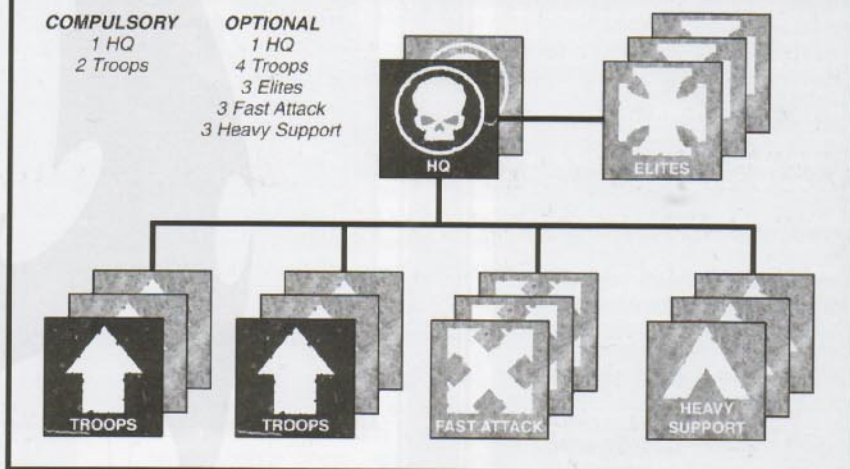 COMPULSORY
1 HQ
2 Troops
OPTIONAL
1 HQ
4 Troops
3 Elites
3 Fast Attack
3 Heavy Support
HQ
ELITES
TROOPS
TROOPS
FAST ATTACK
HEAVY
SUPPORT